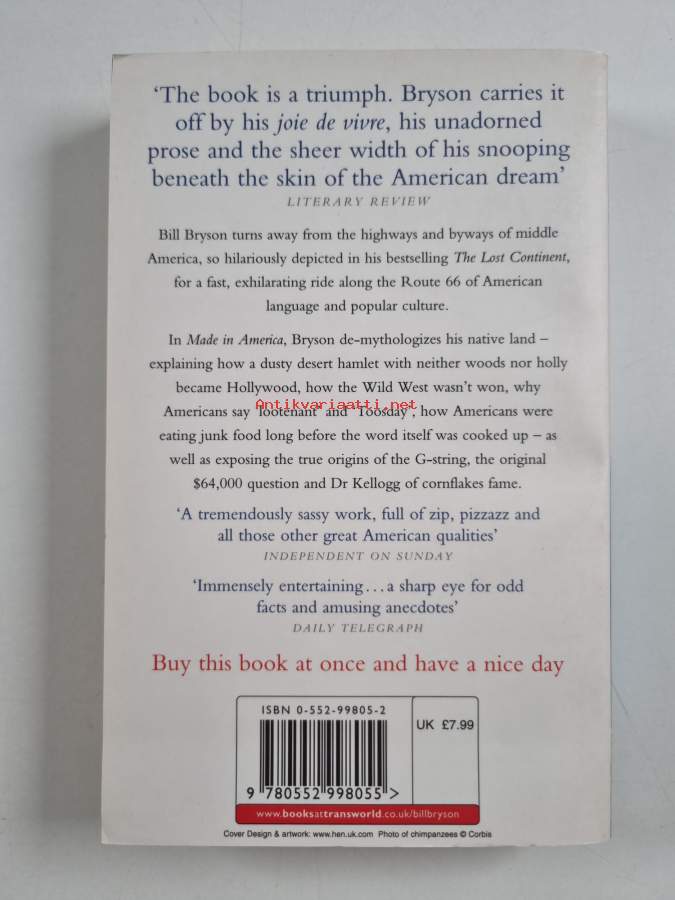 ‘The book is a triumph. Bryson carries it
off by his joie de vivre, his unadorned
prose and the sheer width of his snooping
beneath the skin of the American dream’
LITERARY REVIEW
Bill Bryson turns away from the highways and byways of middle
America, so hilariously depicted in his bestselling The Lost Continent,
for a fast, exhilarating ride along the Route 66 of American
language and popular culture.
In Made in America, Bryson de-mythologizes his native land –
explaining how a dusty desert hamlet with neither woods nor holly
became Hollywood, how the Wild West wasn’t won, why
Antikvariaatti.net
Americans say ‘lootenant’ and ‘Toosday’, how Americans were
eating junk food long before the word itself was cooked up – as
well as exposing the true origins of the G-string, the original
$64,000 question and Dr Kellogg of cornflakes fame.
‘A tremendously sassy work, full of zip, pizzazz and
all those other great American qualities’
INDEPENDENT ON SUNDAY
‘Immensely entertaining...a sharp eye for odd
facts and amusing anecdotes’
DAILY TELEGRAPH
Buy this book at once and have a nice day
ISBN 0-552-99805-2
UK £7.99
9 780552 998055 >
www.booksattransworld.co.uk/billbryson
Cover Design & artwork: www.hen.uk.com Photo of chimpanzees © Corbis